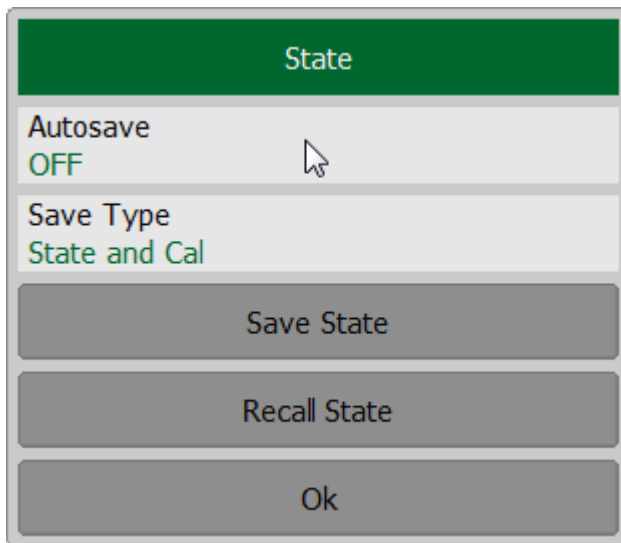 State
Autosave
OFF
Save Type
State and Cal
Save State
Recall State
Ok